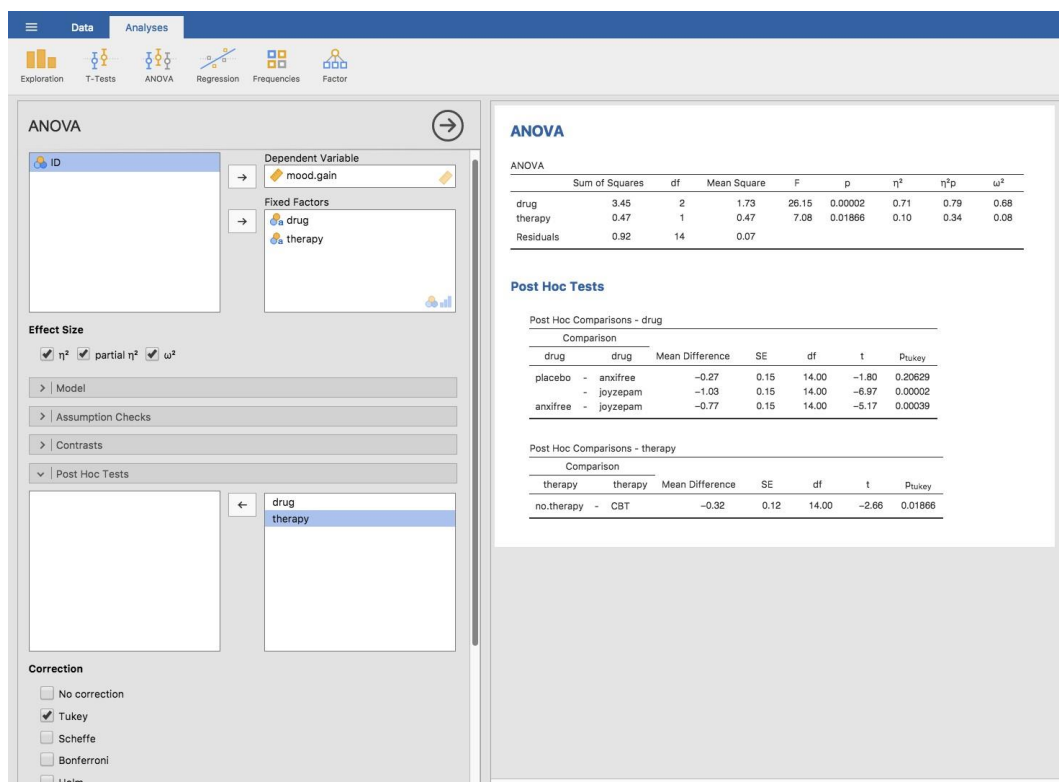 Data Analyses
Exploration T-Tests ANOVA Regression Frequencies Factor
ANOVA
ID
Dependent Variable
mood.gain
Fixed Factors
drug
therapy
Effect Size
η² partial η² ω²
Model
Assumption Checks
Contrasts
Post Hoc Tests
drug
therapy
Correction
No correction
Tukey
Scheffe
Bonferroni
Holm
ANOVA
ANOVA
Sum of Squares df Mean Square F p η² η²p ω²
drug 3.45 2 1.73 26.15 0.00002 0.71 0.79 0.68
therapy 0.47 1 0.47 7.08 0.01866 0.10 0.34 0.08
Residuals 0.92 14 0.07
Post Hoc Tests
Post Hoc Comparisons - drug
Comparison
drug drug Mean Difference SE df t ptukey
placebo - anxifree −0.27 0.15 14.00 −1.80 0.20629
- joyzepam −1.03 0.15 14.00 −6.97 0.00002
anxifree - joyzepam −0.77 0.15 14.00 −5.17 0.00039
Post Hoc Comparisons - therapy
Comparison
therapy therapy Mean Difference SE df t ptukey
no.therapy - CBT −0.32 0.12 14.00 −2.66 0.01866